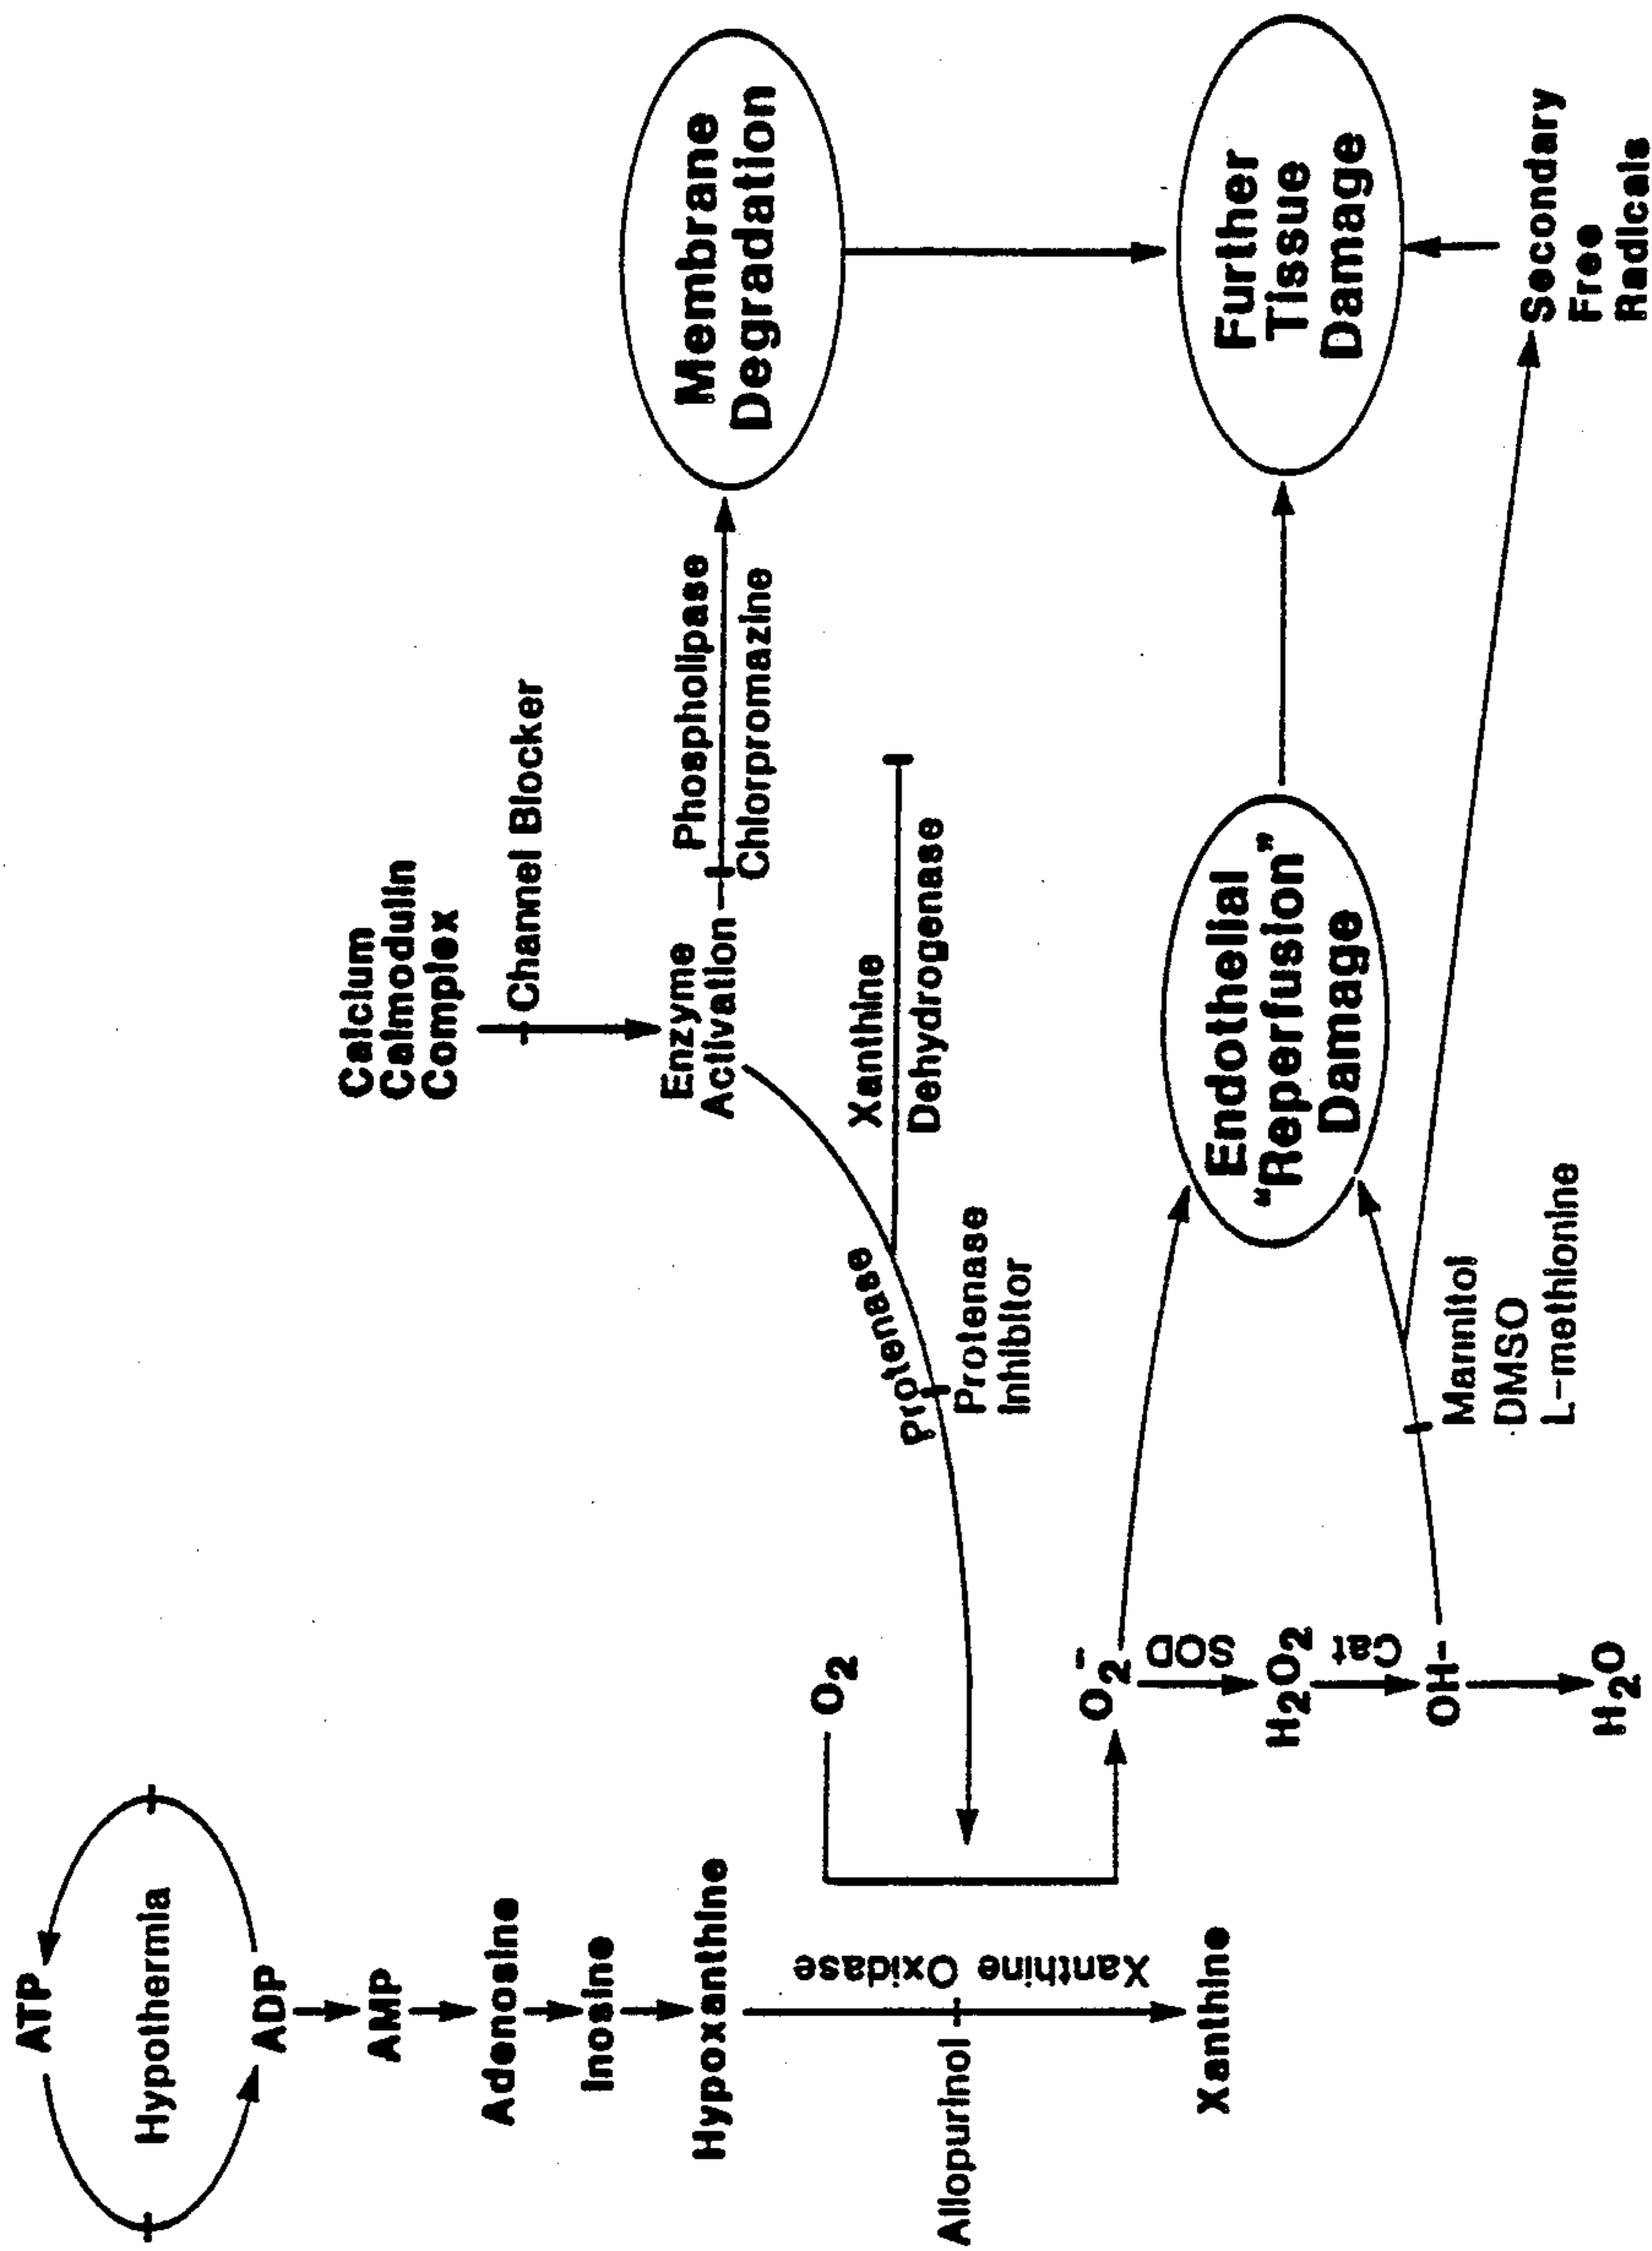 ATP
Hypothermia
ADP
AMP
Adenosine
Inosine
Hypoxanthine
Allopurinol
Xanthine Oxidase
Xanthine
Calcium
Calmodulin
Complex
Channel Blocker
Enzyme
Activation
Phospholipase
Chlorpromazine
Membrane
Degradation
Xanthine
Dehydrogenase
Protenase
Protenase
Inhibitor
O2
O2-
SOD
H2O2
Cat
OH-
H2O
Mannitol
DMSO
L-methionine
Endothelial
"Reperfusion"
Damage
Further
Tissue
Damage
Secondary
Free
Radicals